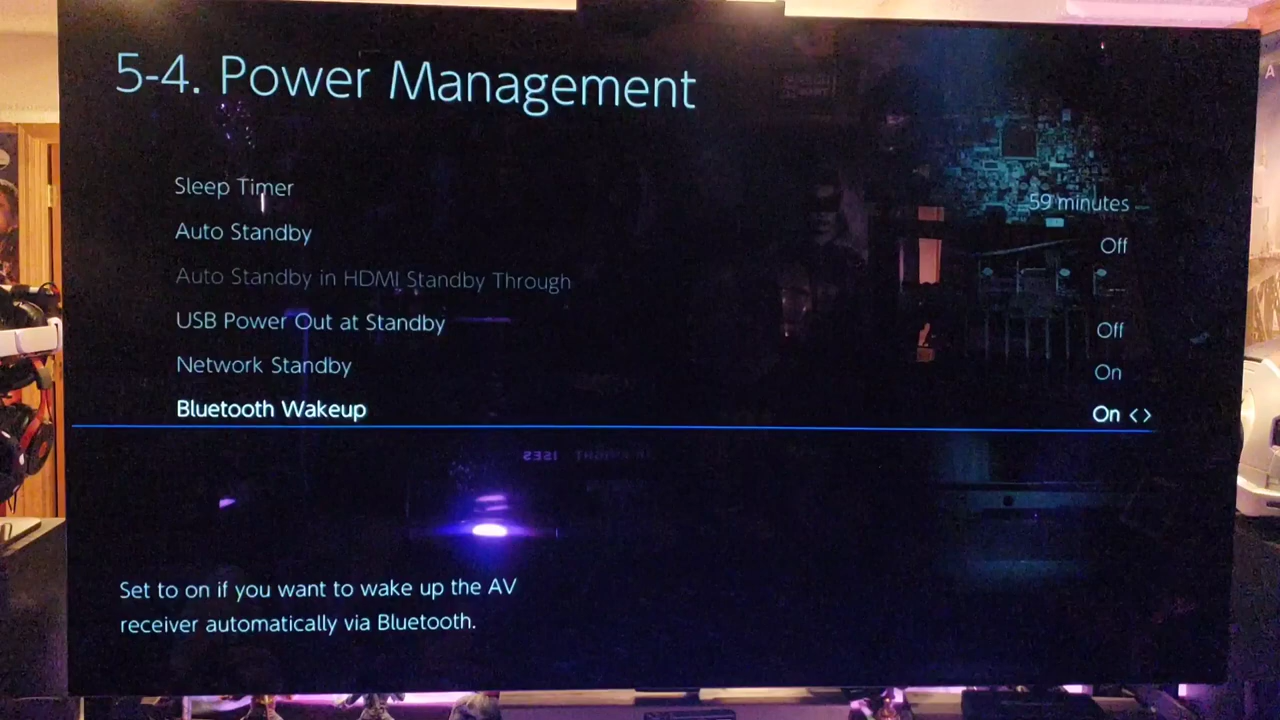 5-4. Power Management
Sleep Timer 59 minutes
Auto Standby Off
Auto Standby in HDMI Standby Through
USB Power Out at Standby Off
Network Standby On
Bluetooth Wakeup On < >
Set to on if you want to wake up the AV
receiver automatically via Bluetooth.
A